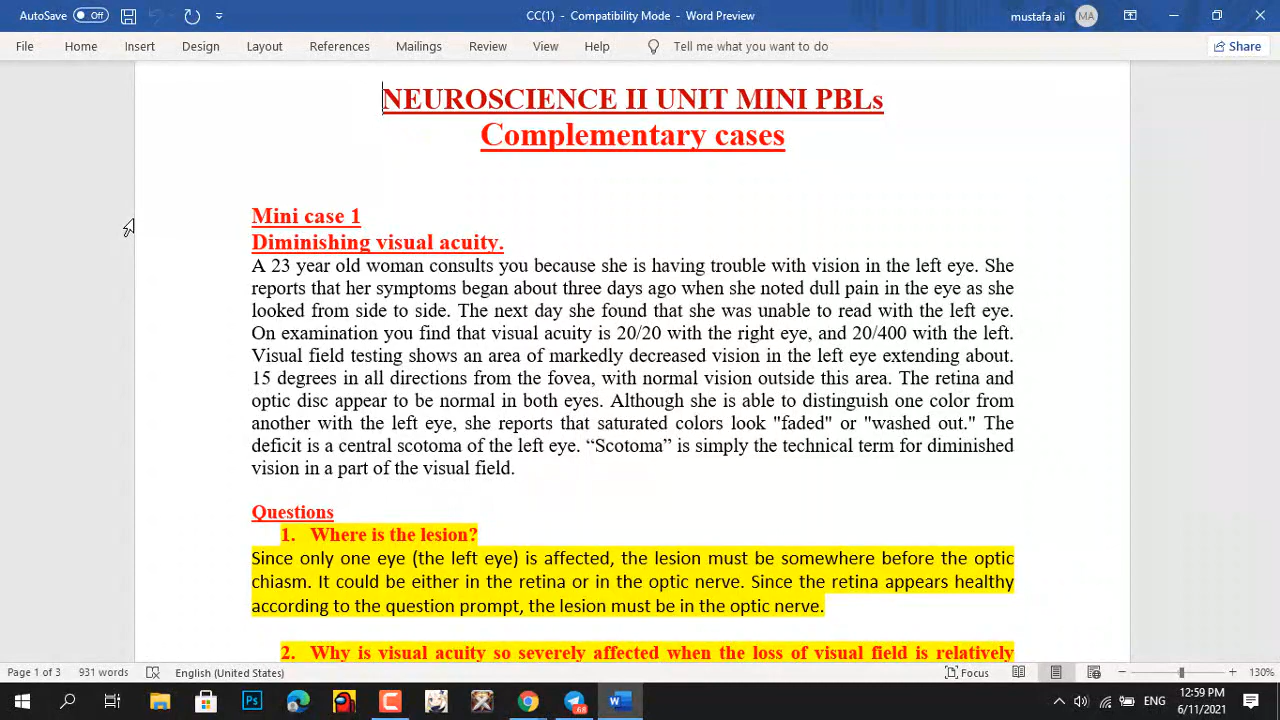 AutoSave Off CC(1) - Compatibility Mode - Word Preview mustafa ali MA
File Home Insert Design Layout References Mailings Review View Help Tell me what you want to do Share
NEUROSCIENCE II UNIT MINI PBLs
Complementary cases
Mini case 1
Diminishing visual acuity.
A 23 year old woman consults you because she is having trouble with vision in the left eye. She
reports that her symptoms began about three days ago when she noted dull pain in the eye as she
looked from side to side. The next day she found that she was unable to read with the left eye.
On examination you find that visual acuity is 20/20 with the right eye, and 20/400 with the left.
Visual field testing shows an area of markedly decreased vision in the left eye extending about.
15 degrees in all directions from the fovea, with normal vision outside this area. The retina and
optic disc appear to be normal in both eyes. Although she is able to distinguish one color from
another with the left eye, she reports that saturated colors look "faded" or "washed out." The
deficit is a central scotoma of the left eye. “Scotoma” is simply the technical term for diminished
vision in a part of the visual field.
Questions
1. Where is the lesion?
Since only one eye (the left eye) is affected, the lesion must be somewhere before the optic
chiasm. It could be either in the retina or in the optic nerve. Since the retina appears healthy
according to the question prompt, the lesion must be in the optic nerve.
2. Why is visual acuity so severely affected when the loss of visual field is relatively
Page 1 of 3 931 words English (United States) Focus 130%
Ps 68 W ENG 12:59 PM
6/11/2021